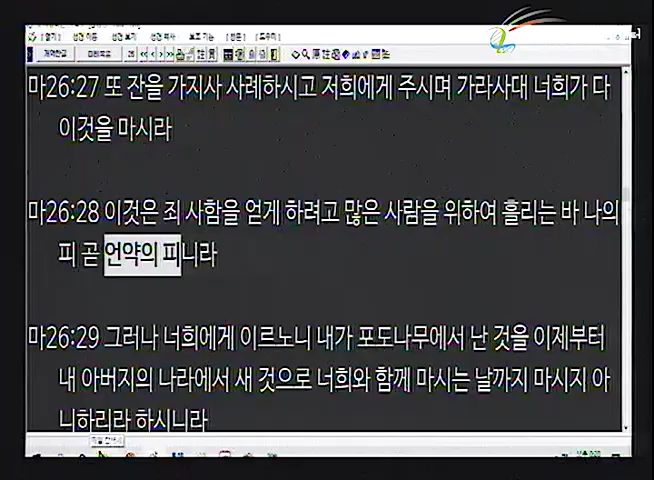 개역한글
25
마26:27 또 잔을 가지사 사례하시고 저희에게 주시며 가라사대 너희가 다
이것을 마시라
마26:28 이것은 죄 사함을 얻게 하려고 많은 사람을 위하여 흘리는 바 나의
피 곧 언약의 피니라
마26:29 그러나 너희에게 이르노니 내가 포도나무에서 난 것을 이제부터
내 아버지의 나라에서 새 것으로 너희와 함께 마시는 날까지 마시지 아
니하리라 하시니라